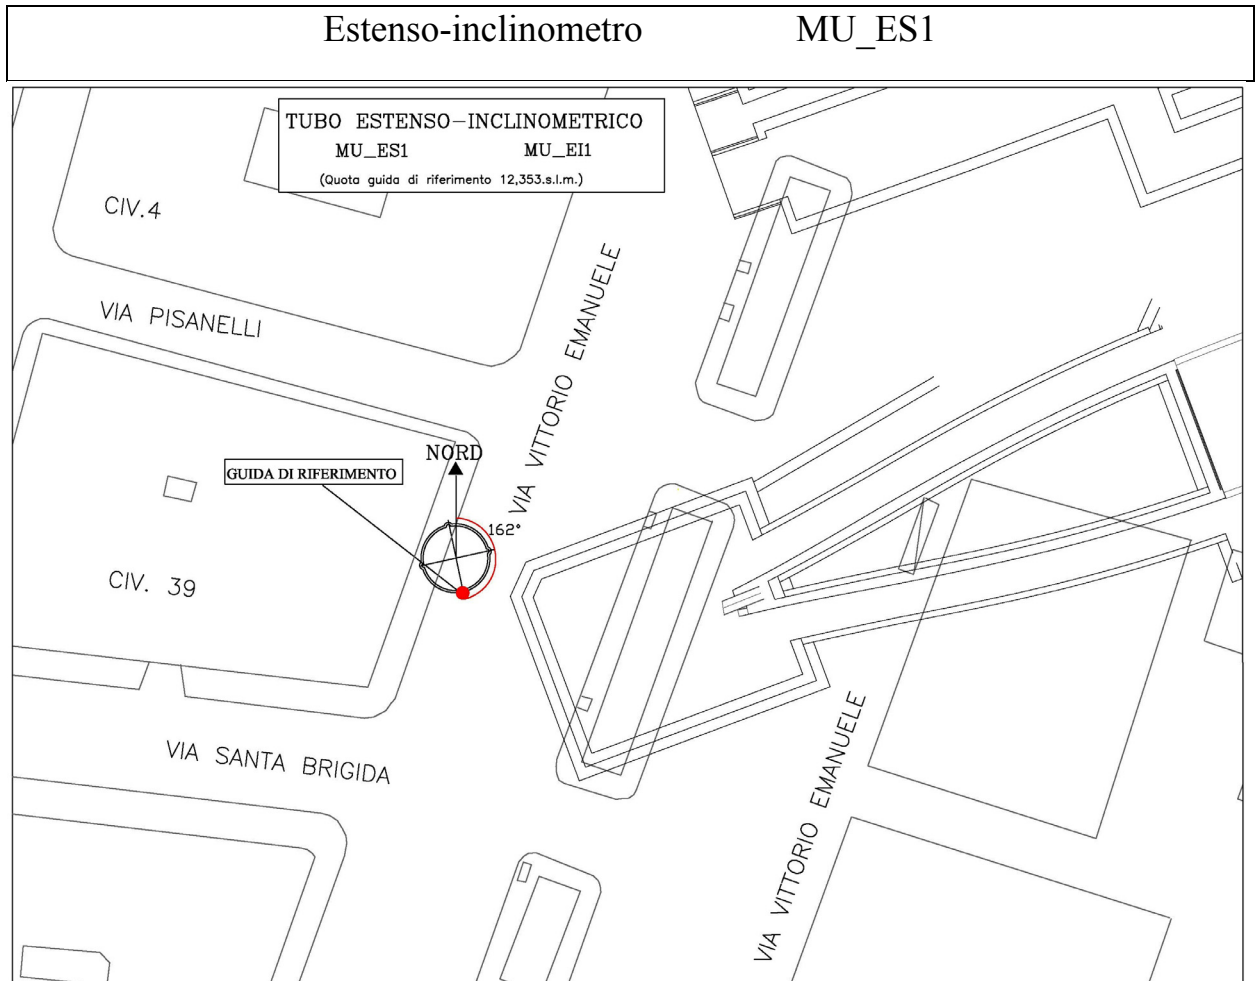 Estenso-inclinometro MU_ES1
TUBO ESTENSO-INCLINOMETRICO
MU_ES1 MU_EI1
(Quota guida di riferimento 12,353.s.l.m.)
CIV.4
VIA PISANELLI
VIA VITTORIO EMANUELE
NORD
GUIDA DI RIFERIMENTO
162°
CIV. 39
VIA SANTA BRIGIDA
VIA VITTORIO EMANUELE